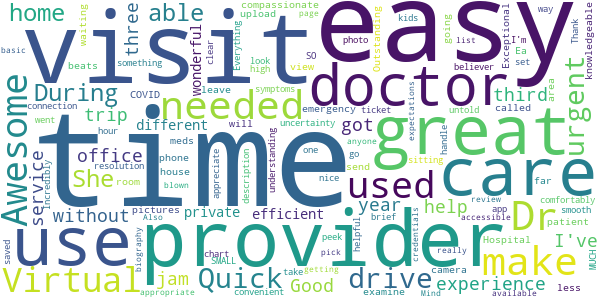 home able three waiting compassionate upload page kids going list I'm way Thank knowledgeable
visit easy
During wonderful clear Everything SO look high beats photo view Outstanding believer Exceptional Ea set basic
COVID something leave symptoms
Awesome trip needed doctor third urgent
connection went different will emergency ticket called untold area
hour meds uncertainty anyone expectations handle
time great
She office resolution phone got go send
service room house one nice sitting care
incredibly blown appreciate description understanding used far
without private efficient year help Dr comfortably
Also pictures brief helpful review app smooth
use provider I've patient
saved biography chart SMALL peek credentials really accessible Hospital make MUCH
Virtual jam Quick take pick drive camera experience less
Good getting examine Mind available
appropriate convenient